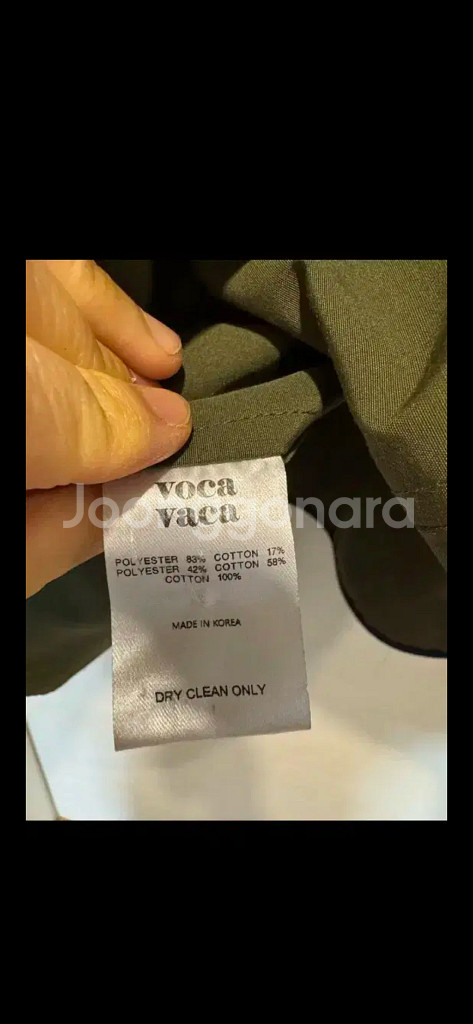 voca
vaca
Joonggonara
POLYESTER 83% COTTON 17%
POLYESTER 42% COTTON 58%
COTTON 100%
MADE IN KOREA
DRY CLEAN ONLY